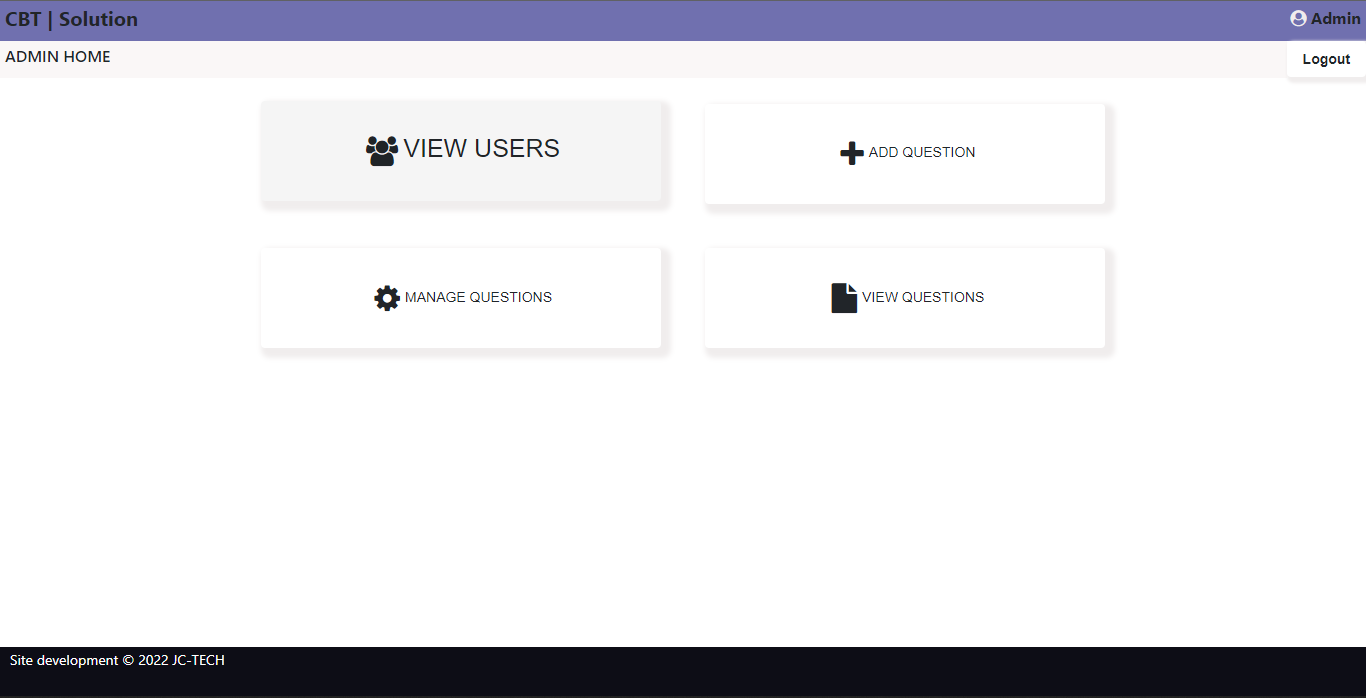 CBT | Solution
Admin
ADMIN HOME
Logout
VIEW USERS
ADD QUESTION
MANAGE QUESTIONS
VIEW QUESTIONS
Site development © 2022 JC-TECH